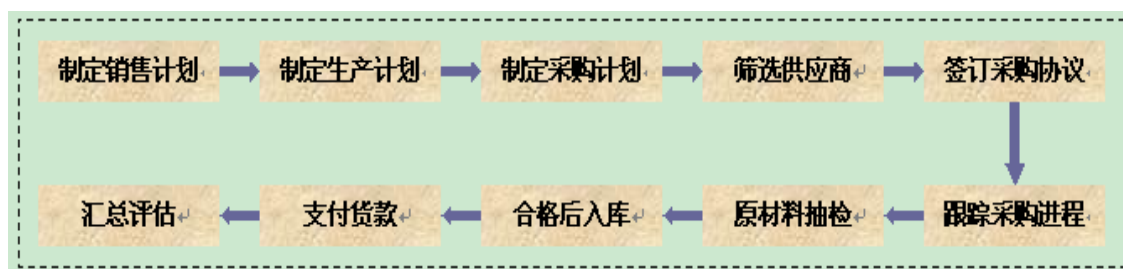 制定销售计划
制定生产计划
制定采购计划
筛选供应商
签订采购协议
跟踪采购进程
原材料抽检
合格后入库
支付货款
汇总评估